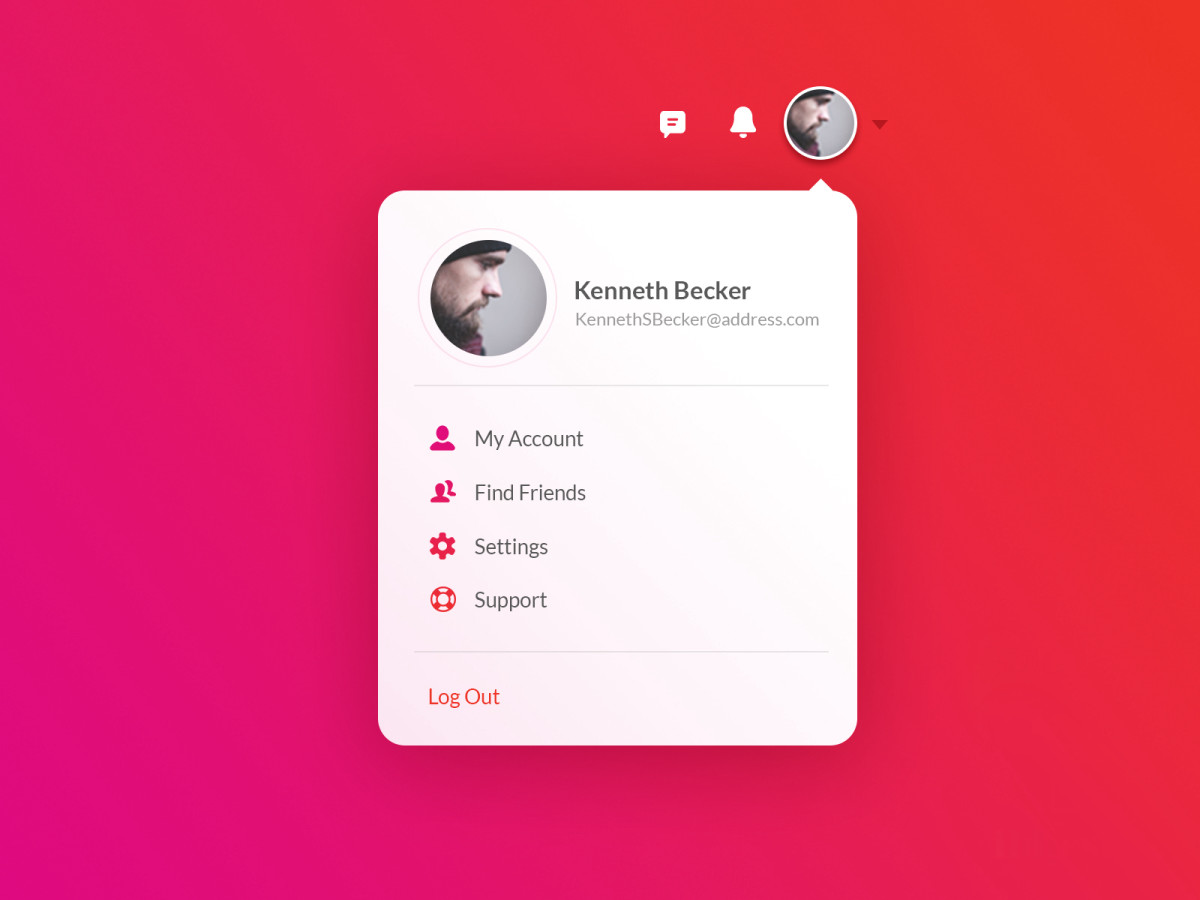 Kenneth Becker
KennethSBecker@address.com
My Account
Find Friends
Settings
Support
Log Out